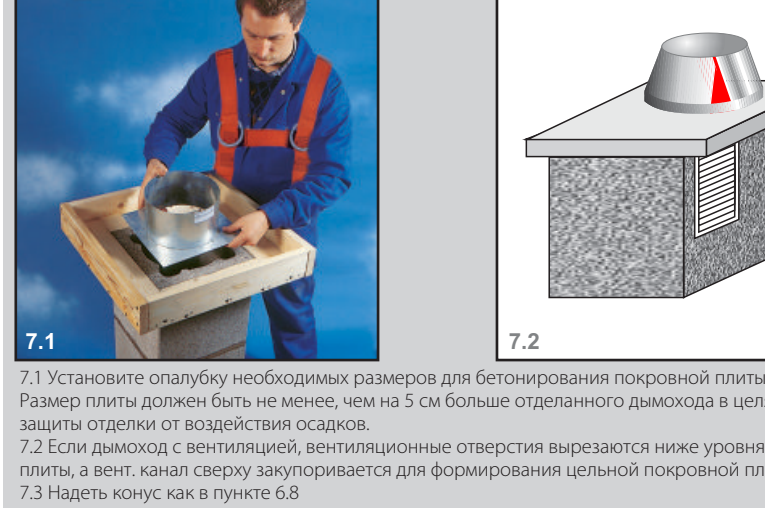 7.1
7.2
7.1 Установите опалубку необходимых размеров для бетонирования покровной плиты
Размер плиты должен быть не менее, чем на 5 см больше отделанного дымохода в
защиты отделки от воздействия осадков.
7.2 Если дымоход с вентиляцией, вентиляционные отверстия вырезаются ниже уровня
плиты, а вент. канал сверху закупоривается для формирования цельной покровной
7.3 Надеть конус как в пункте 6.8